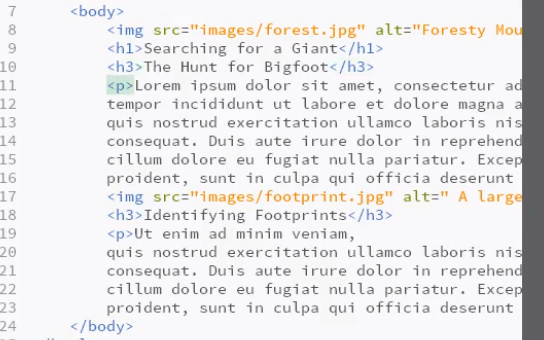 7 <body>
8 <img src="images/forest.jpg" alt="Foresty Mou
9 <h1>Searching for a Giant</h1>
10 <h3>The Hunt for Bigfoot</h3>
11 <p>Lorem ipsum dolor sit amet, consectetur ad
12 tempor incididunt ut labore et dolore magna a
13 quis nostrud exercitation ullamco laboris nis
14 consequat. Duis aute irure dolor in reprehend
15 cillum dolore eu fugiat nulla pariatur. Excep
16 proident, sunt in culpa qui officia deserunt
17 <img src="images/footprint.jpg" alt=" A large
18 <h3>Identifying Footprints</h3>
19 <p>Ut enim ad minim veniam,
20 quis nostrud exercitation ullamco laboris nis
21 consequat. Duis aute irure dolor in reprehend
22 cillum dolore eu fugiat nulla pariatur. Excep
23 proident, sunt in culpa qui officia deserunt
24 </body>